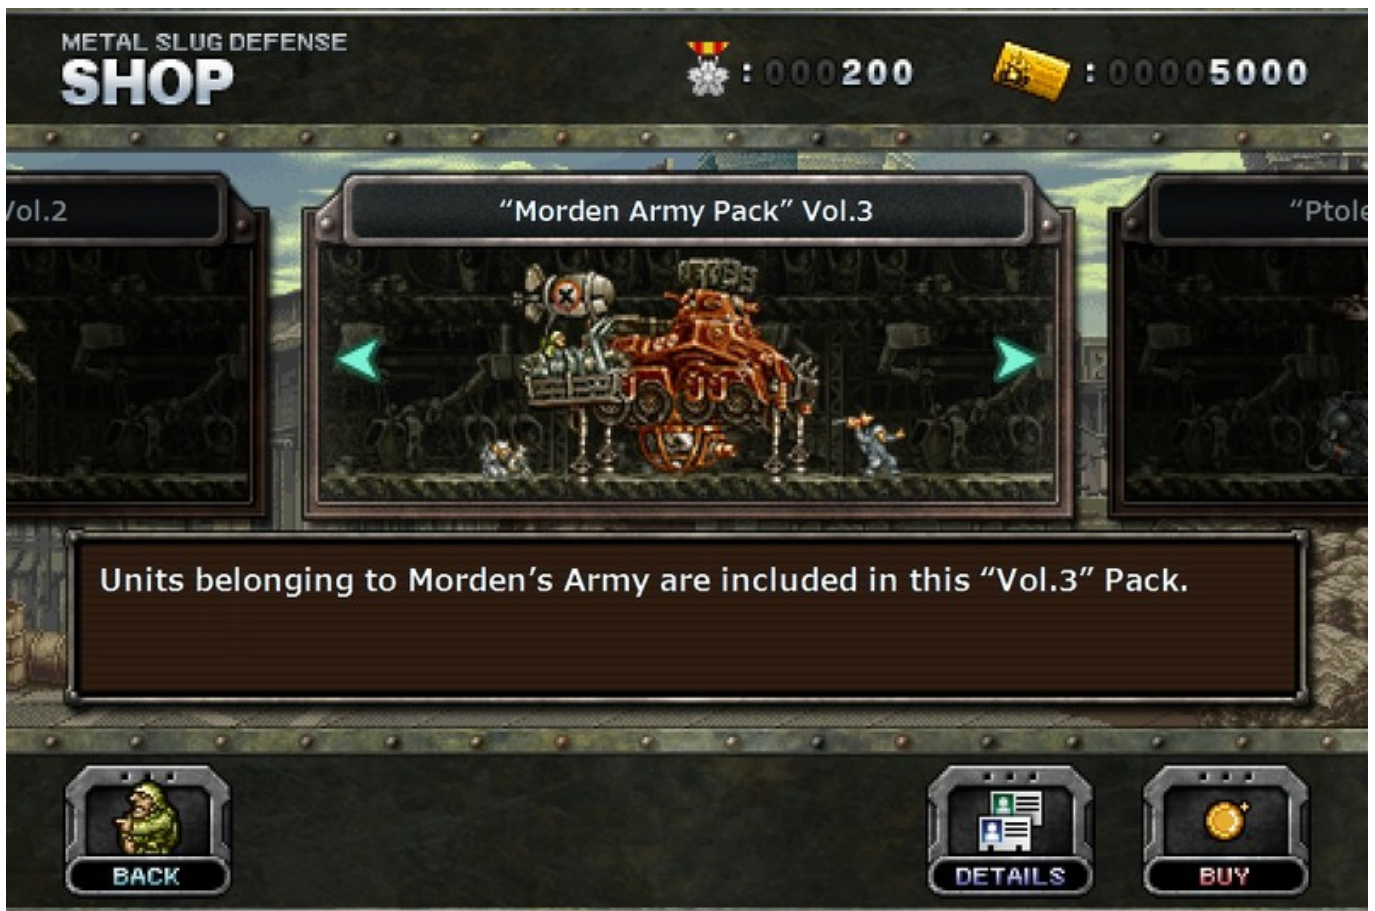 METAL SLUG DEFENSE
SHOP
: 000200
: 00005000
Vol.2
“Morden Army Pack” Vol.3
“Ptole
X
Units belonging to Morden’s Army are included in this “Vol.3” Pack.
BACK
DETAILS
BUY